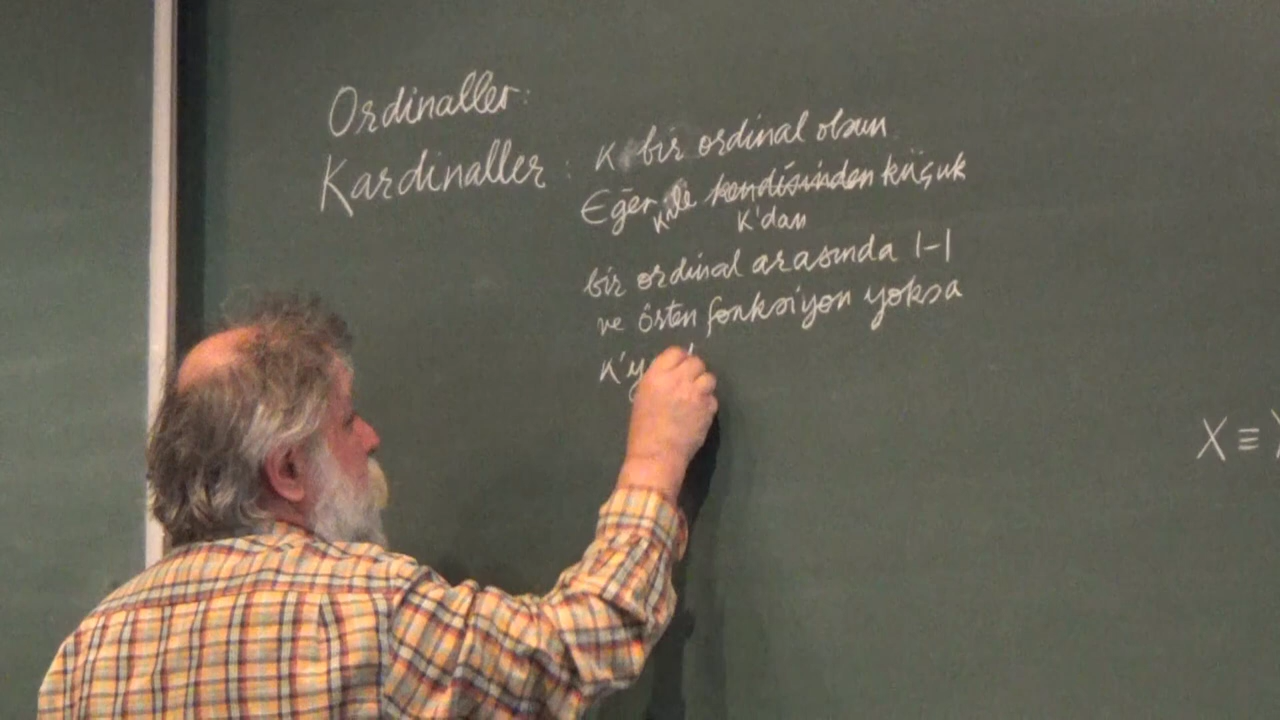 Ordinaller:
Kardinaller: κ bir ordinal olsun
Eğer κ ile kendisinden küçük
κ'dan
bir ordinal arasında 1-1
ve örten fonksiyon yoksa
κ'y
X ≡